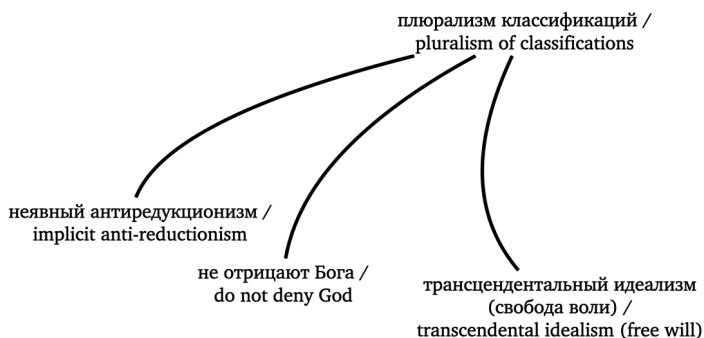 плюрализм классификаций /
pluralism of classifications
неявный антиредукционизм /
implicit anti-reductionism
не отрицают Бога /
do not deny God
трансцендентальный идеализм
(свобода воли) /
transcendental idealism (free will)